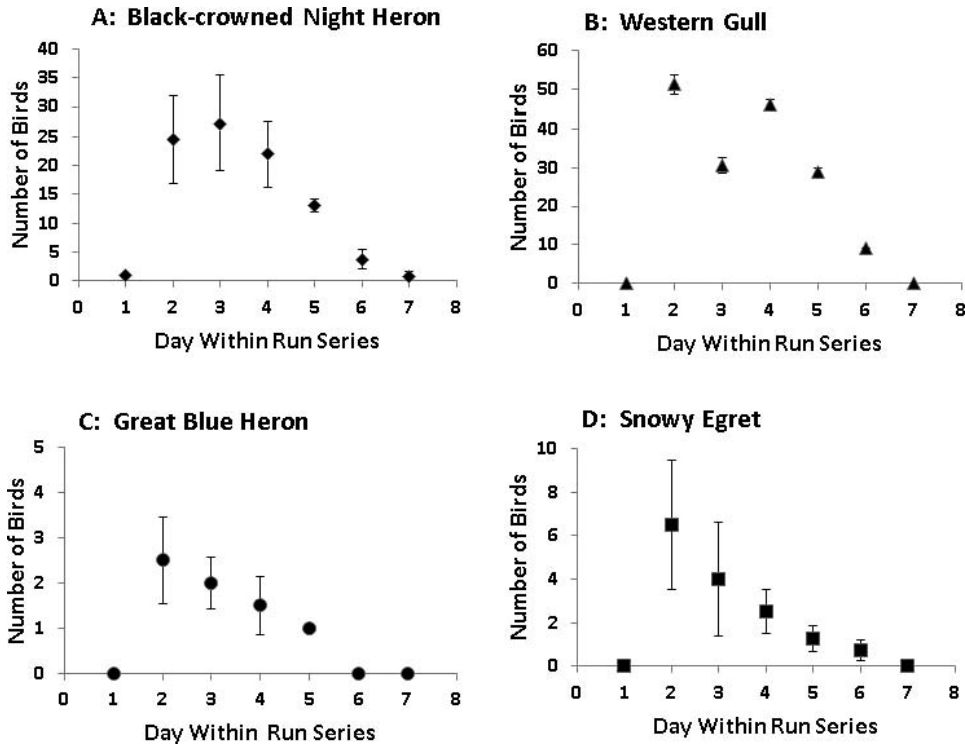 A: Black-crowned Night Heron
Number of Birds
40
35
30
25
20
15
10
5
0
0 1 2 3 4 5 6 7 8
Day Within Run Series
B: Western Gull
Number of Birds
60
50
40
30
20
10
0
0 1 2 3 4 5 6 7 8
Day Within Run Series
C: Great Blue Heron
Number of Birds
5
4
3
2
1
0
0 1 2 3 4 5 6 7 8
Day Within Run Series
D: Snowy Egret
Number of Birds
10
8
6
4
2
0
0 1 2 3 4 5 6 7 8
Day Within Run Series